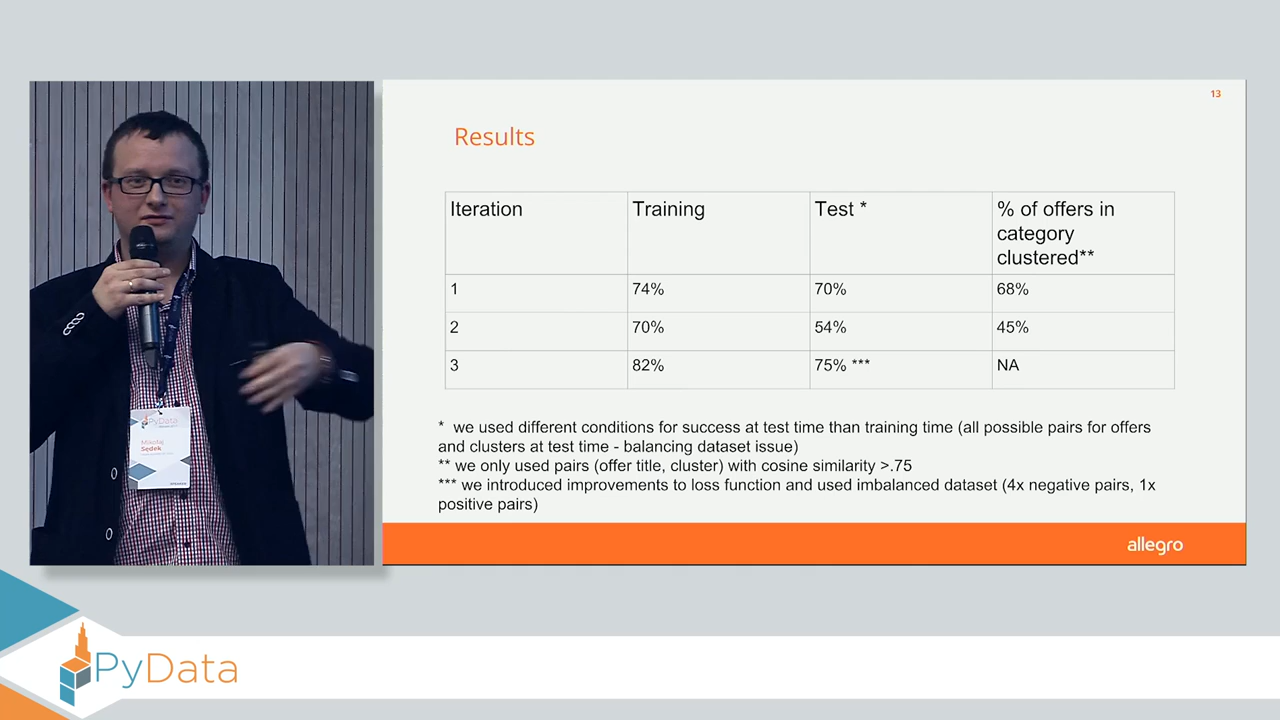 13
Results
Iteration
Training
Test *
% of offers in
category
clustered**
1
74%
70%
68%
2
70%
54%
45%
3
82%
75% ***
NA
* we used different conditions for success at test time than training time (all possible pairs for offers
and clusters at test time - balancing dataset issue)
** we only used pairs (offer title, cluster) with cosine similarity >.75
*** we introduced improvements to loss function and used imbalanced dataset (4x negative pairs, 1x
positive pairs)
allegro
PyData
Mikołaj
Sędek
PyData